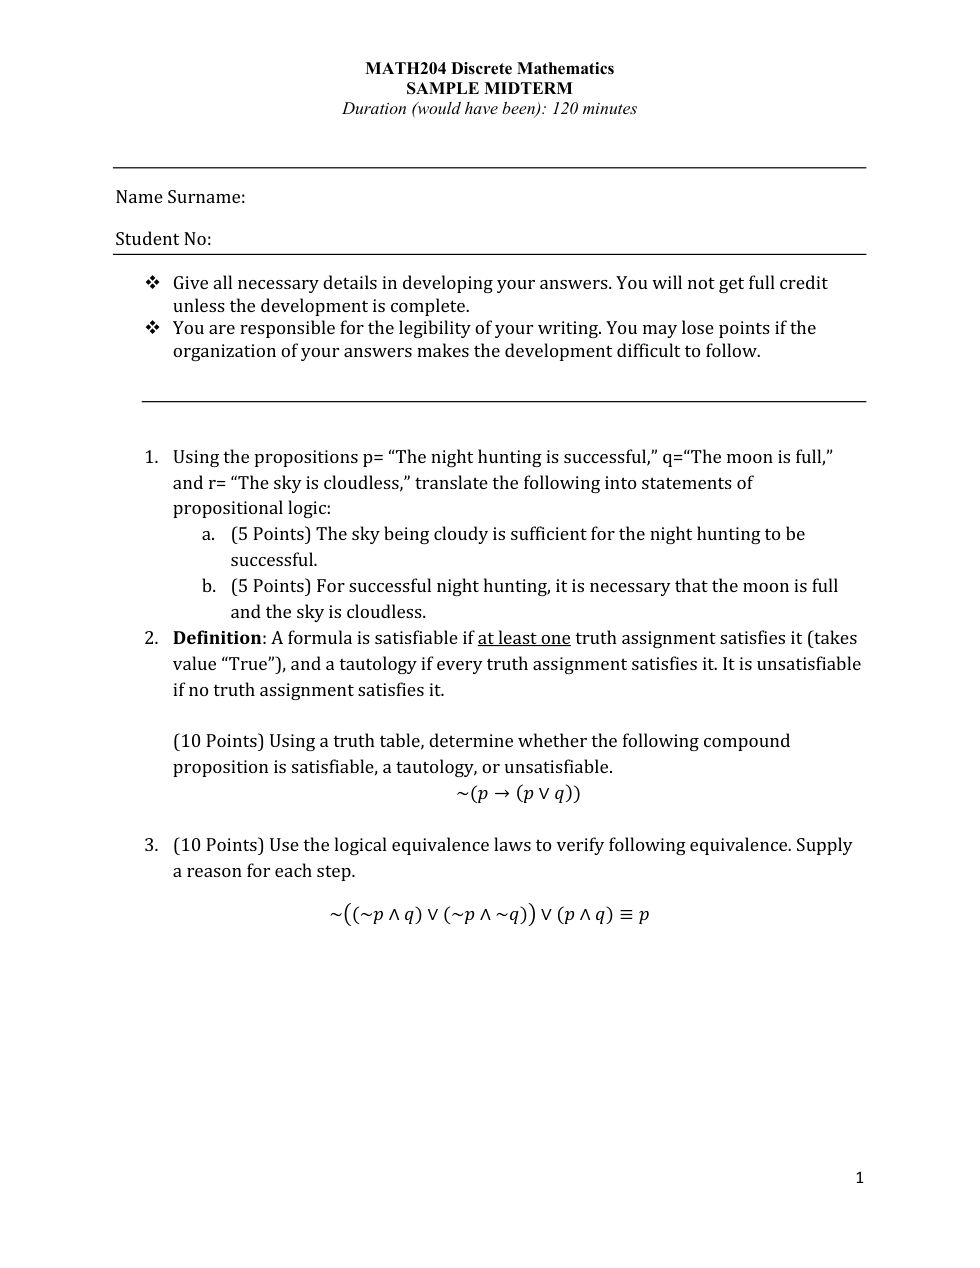 MATH204 Discrete Mathematics
SAMPLE MIDTERM
Duration (would have been): 120 minutes
Name Surname:
Student No:
❖ Give all necessary details in developing your answers. You will not get full credit
unless the development is complete.
❖ You are responsible for the legibility of your writing. You may lose points if the
organization of your answers makes the development difficult to follow.
1. Using the propositions p= “The night hunting is successful,” q=“The moon is full,”
and r= “The sky is cloudless,” translate the following into statements of
propositional logic:
a. (5 Points) The sky being cloudy is sufficient for the night hunting to be
successful.
b. (5 Points) For successful night hunting, it is necessary that the moon is full
and the sky is cloudless.
2. Definition: A formula is satisfiable if at least one truth assignment satisfies it (takes
value “True”), and a tautology if every truth assignment satisfies it. It is unsatisfiable
if no truth assignment satisfies it.
(10 Points) Using a truth table, determine whether the following compound
proposition is satisfiable, a tautology, or unsatisfiable.
~(p → (p ∨ q))
3. (10 Points) Use the logical equivalence laws to verify following equivalence. Supply
a reason for each step.
~((~p ∧ q) ∨ (~p ∧ ~q)) ∨ (p ∧ q) ≡ p
1